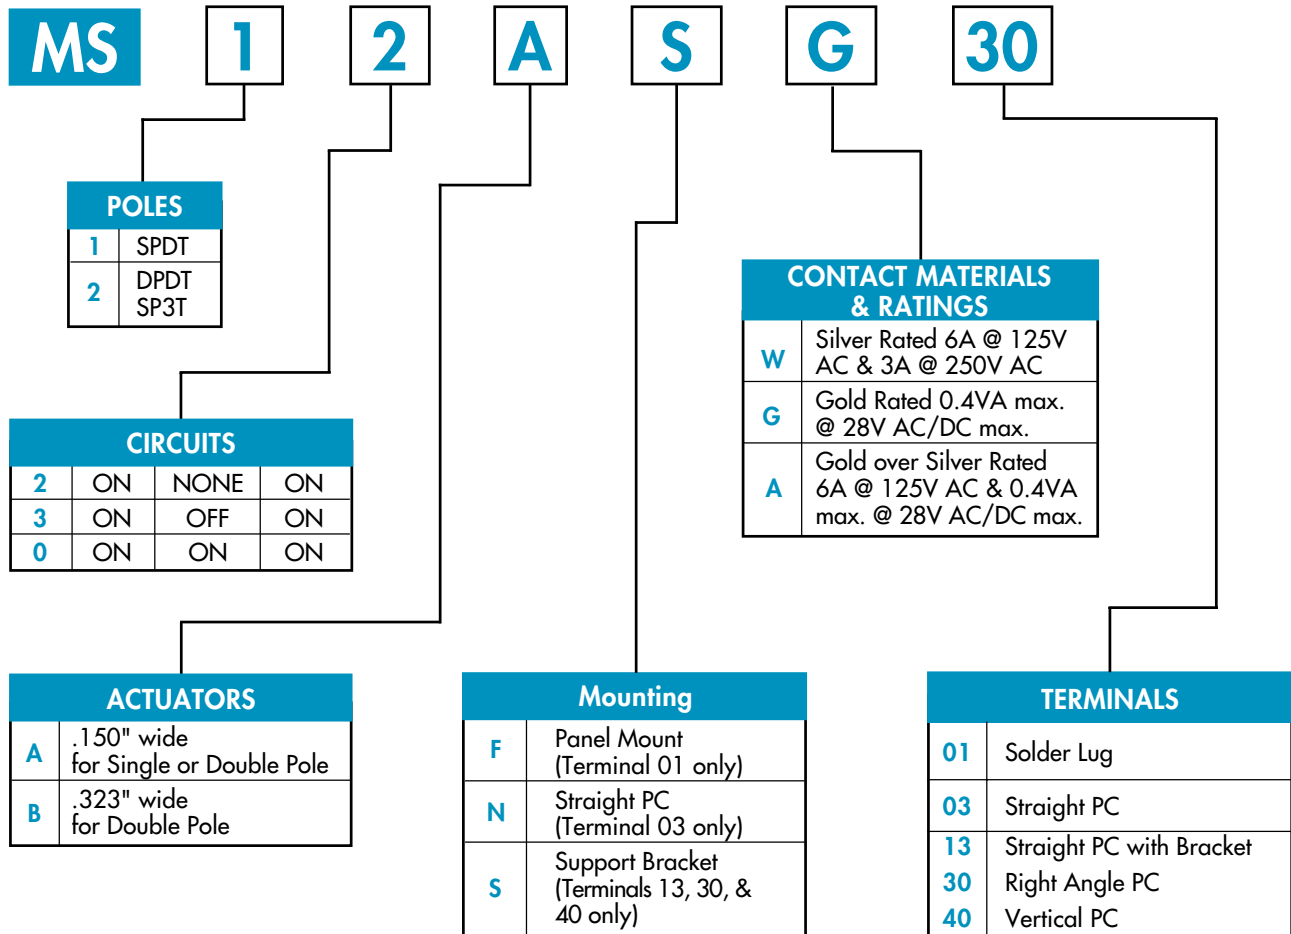 MS 1 2 A S G 30
POLES
1 SPDT
2 DPDT
SP3T
CIRCUITS
2 ON NONE ON
3 ON OFF ON
0 ON ON ON
CONTACT MATERIALS
& RATINGS
W Silver Rated 6A @ 125V
AC & 3A @ 250V AC
G Gold Rated 0.4VA max.
@ 28V AC/DC max.
A Gold over Silver Rated
6A @ 125V AC & 0.4VA
max. @ 28V AC/DC max.
ACTUATORS
A .150" wide
for Single or Double Pole
B .323" wide
for Double Pole
Mounting
F Panel Mount
(Terminal 01 only)
N Straight PC
(Terminal 03 only)
S Support Bracket
(Terminals 13, 30, &
40 only)
TERMINALS
01 Solder Lug
03 Straight PC
13 Straight PC with Bracket
30 Right Angle PC
40 Vertical PC